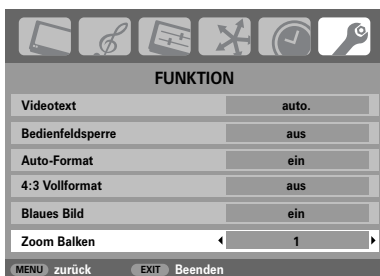 FUNKTION
Videotext auto.
Bedienfeldsperre aus
Auto-Format ein
4:3 Vollformat aus
Blaues Bild ein
Zoom Balken 1
MENU zurück EXIT Beenden